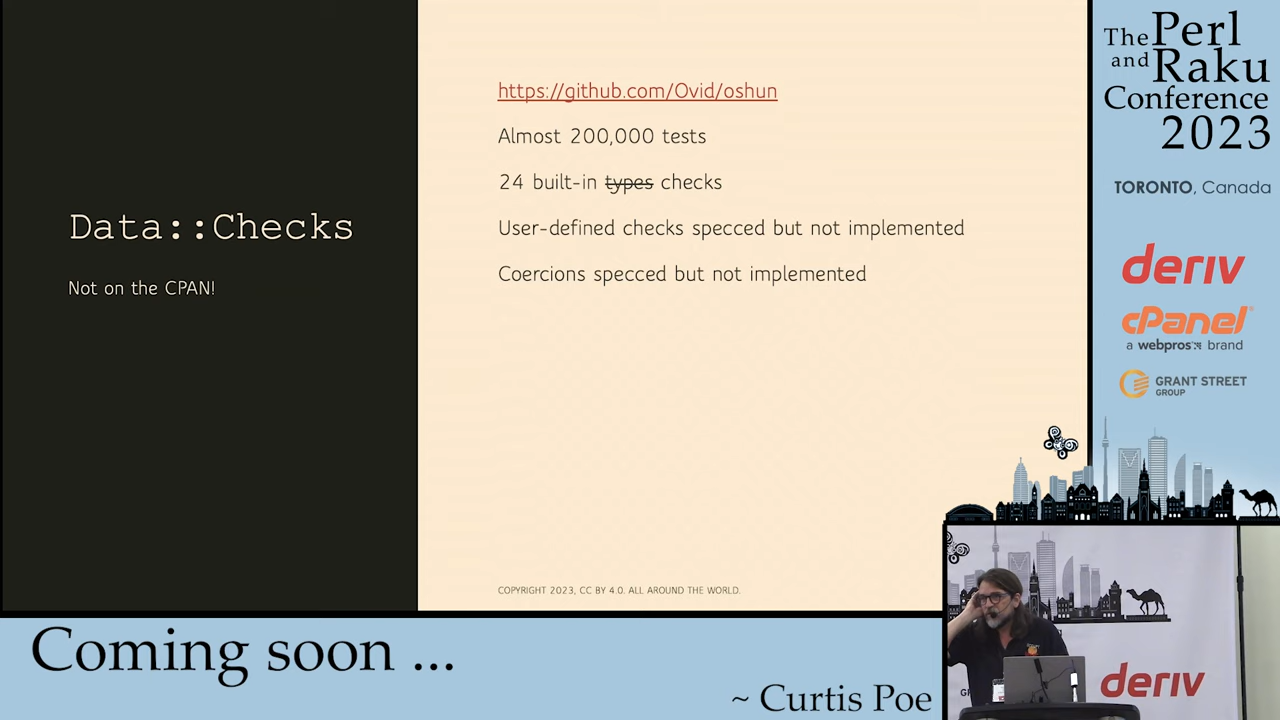 Data::Checks
Not on the CPAN!
https://github.com/Ovid/oshun
Almost 200,000 tests
24 built-in types checks
User-defined checks specced but not implemented
Coercions specced but not implemented
COPYRIGHT 2023, CC BY 4.0. ALL AROUND THE WORLD.
The Perl
and Raku
Conference
2023
TORONTO, Canada
deriv
cPanel®
a webpros brand
GRANT STREET
GROUP
deriv
Coming soon ...
~ Curtis Poe